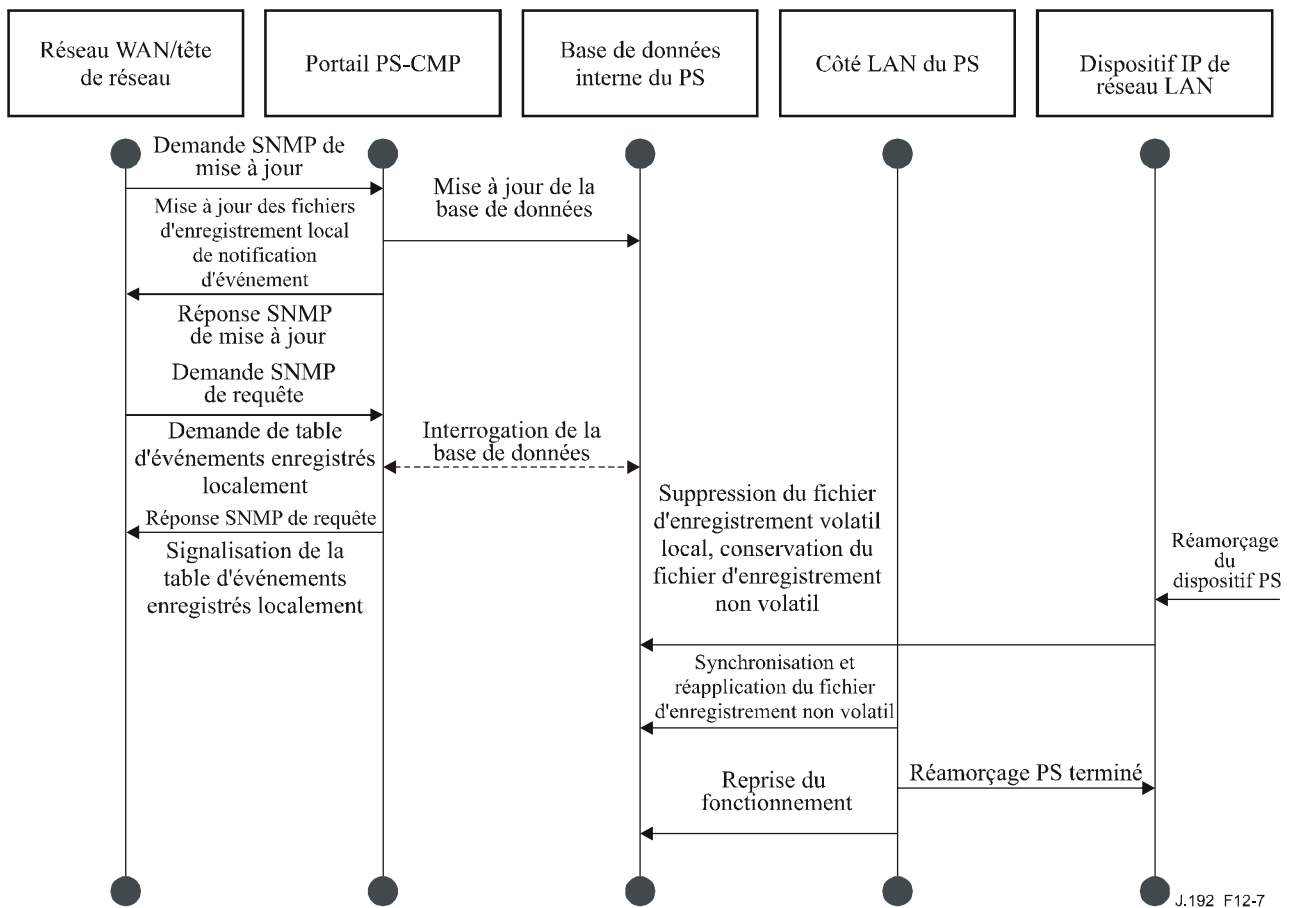 Réseau WAN/tête
de réseau
Portail PS-CMP
Base de données
interne du PS
Côté LAN du PS
Dispositif IP de
réseau LAN
Demande SNMP de
mise à jour
Mise à jour de la
base de données
Mise à jour des fichiers
d'enregistrement local
de notification
d'événement
Réponse SNMP
de mise à jour
Demande SNMP
de requête
Demande de table
d'événements enregistrés
localement
Interrogation de la
base de données
Réponse SNMP de requête
Signalisation de la
table d'événements
enregistrés localement
Suppression du fichier
d'enregistrement volatil
local, conservation du
fichier d'enregistrement
non volatil
Réamorçage
du
dispositif PS
Synchronisation et
réapplication du fichier
d'enregistrement non volatil
Reprise du
fonctionnement
Réamorçage PS terminé
J.192 F12-7